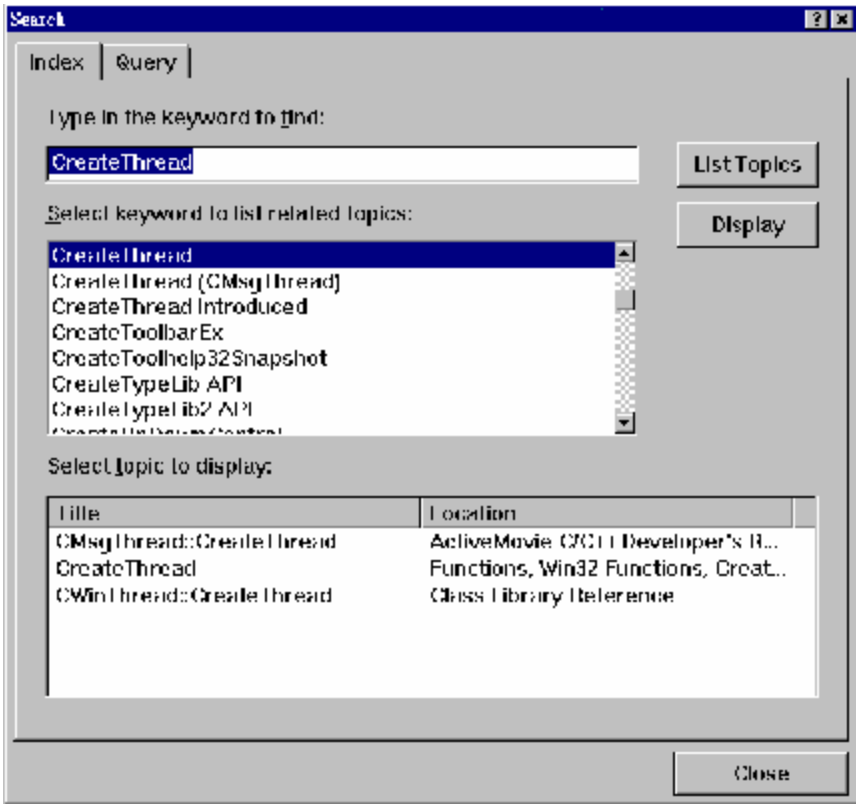 Search
Index Query
Type in the keyword to find:
CreateThread
List Topics
Select keyword to list related topics:
Display
CreateThread
CreateThread (CMsgThread)
CreateThread Introduced
CreateToolbarEx
CreateToolhelp32Snapshot
CreateTypeLib API
CreateTypeLib2 API
CreateUpDownControl
Select topic to display:
Title Location
CMsgThread::CreateThread ActiveMovie C/C++ Developer's R...
CreateThread Functions, Win32 Functions, Creat...
CWinThread::CreateThread Class Library Reference
Close